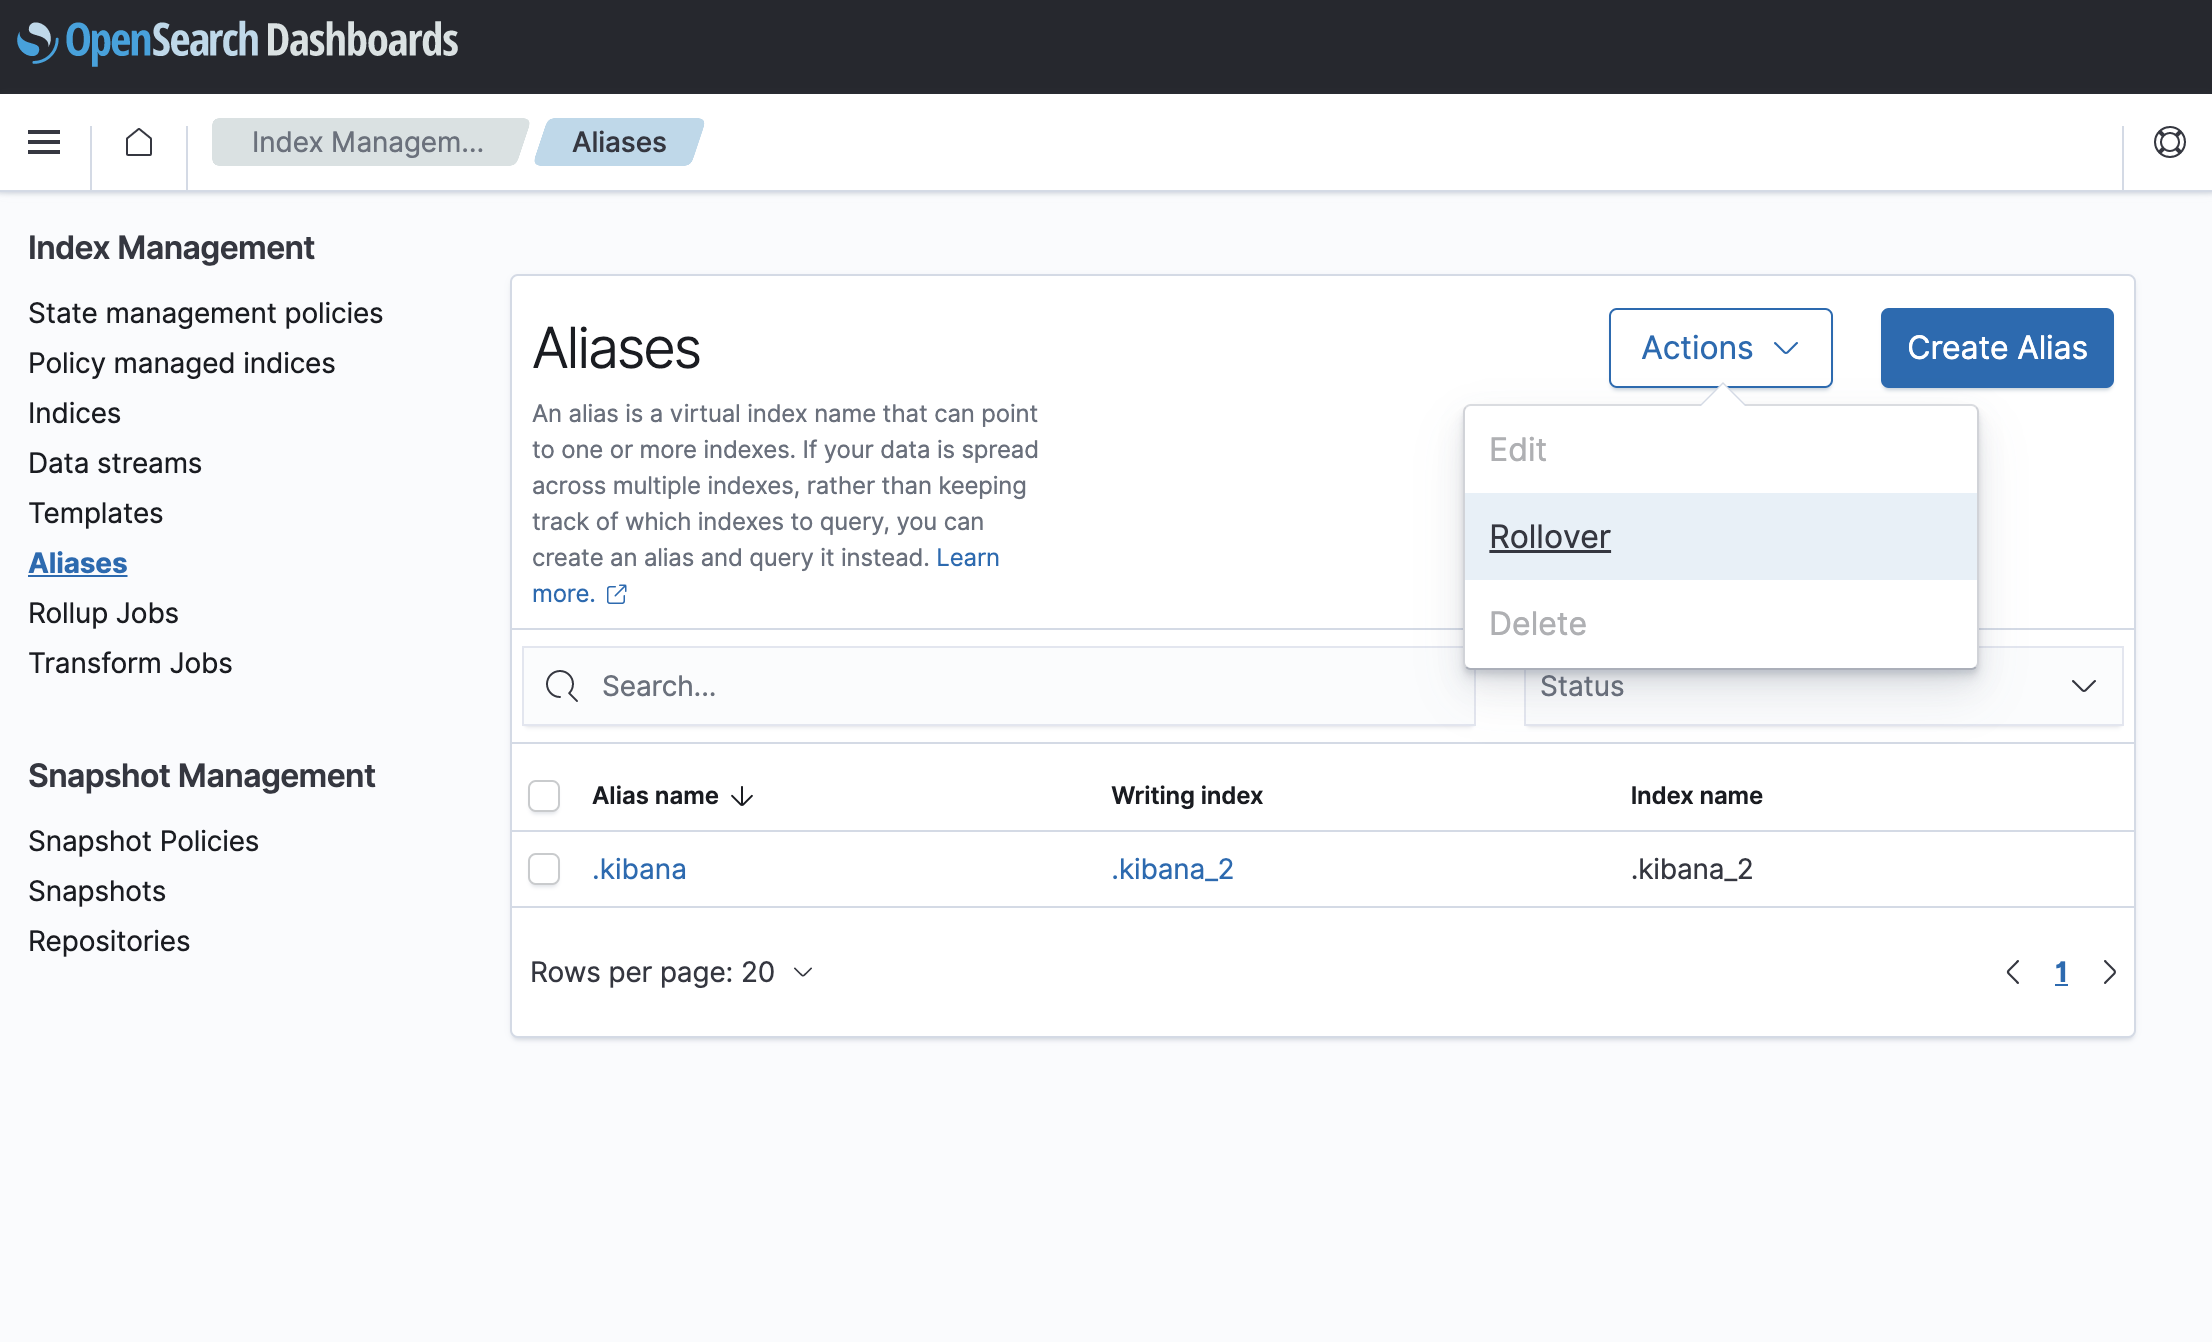 OpenSearch Dashboards
Index Managem...
Aliases
Index Management
State management policies
Policy managed indices
Indices
Data streams
Templates
Aliases
Rollup Jobs
Transform Jobs
Snapshot Management
Snapshot Policies
Snapshots
Repositories
Aliases
An alias is a virtual index name that can point
to one or more indexes. If your data is spread
across multiple indexes, rather than keeping
track of which indexes to query, you can
create an alias and query it instead. Learn
more.
Actions
Create Alias
Edit
Rollover
Delete
Search...
Status
Alias name
Writing index
Index name
.kibana
.kibana_2
.kibana_2
Rows per page: 20
1